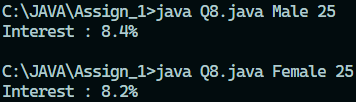 C:\JAVA\Assign_1>java Q8.java Male 25
Interest : 8.4%
C:\JAVA\Assign_1>java Q8.java Female 25
Interest : 8.2%